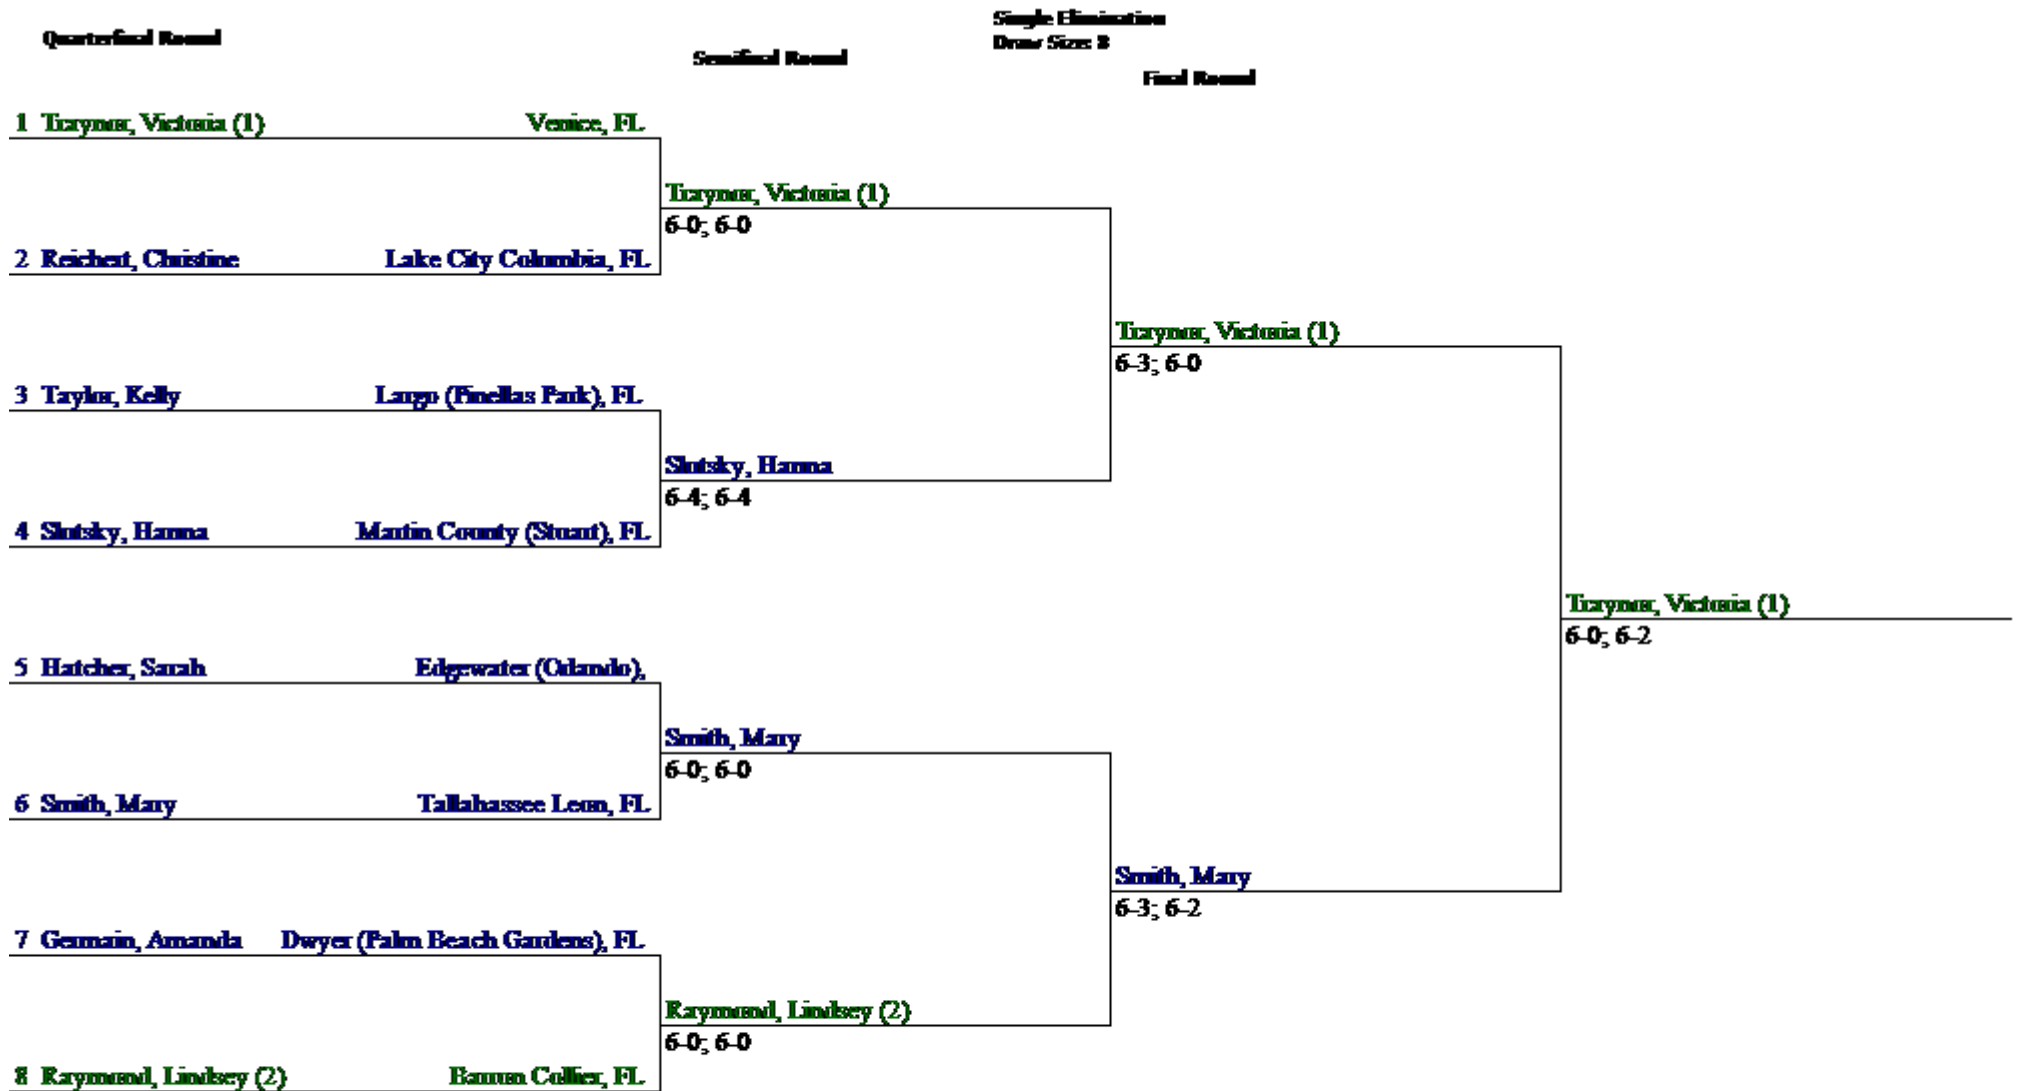 Single Elimination
Quarterfinal Round
Draw Size: 8
Semifinal Round
Final Round
1 Traynor, Victoria (1) Venice, FL
Traynor, Victoria (1)
6-0; 6-0
2 Reichert, Christine Lake City Columbia, FL
Traynor, Victoria (1)
6-3; 6-0
3 Taylor, Kelly Largo (Pinellas Park), FL
Slutsky, Hanna
6-4; 6-4
4 Slutsky, Hanna Martin County (Stuart), FL
Traynor, Victoria (1)
6-0; 6-2
5 Hatcher, Sarah Edgewater (Orlando),
Smith, Mary
6-0; 6-0
6 Smith, Mary Tallahassee Leon, FL
Smith, Mary
6-3; 6-2
7 Germain, Amanda Dwyer (Palm Beach Gardens), FL
Raymond, Lindsey (2)
6-0; 6-0
8 Raymond, Lindsey (2) Barron Collier, FL